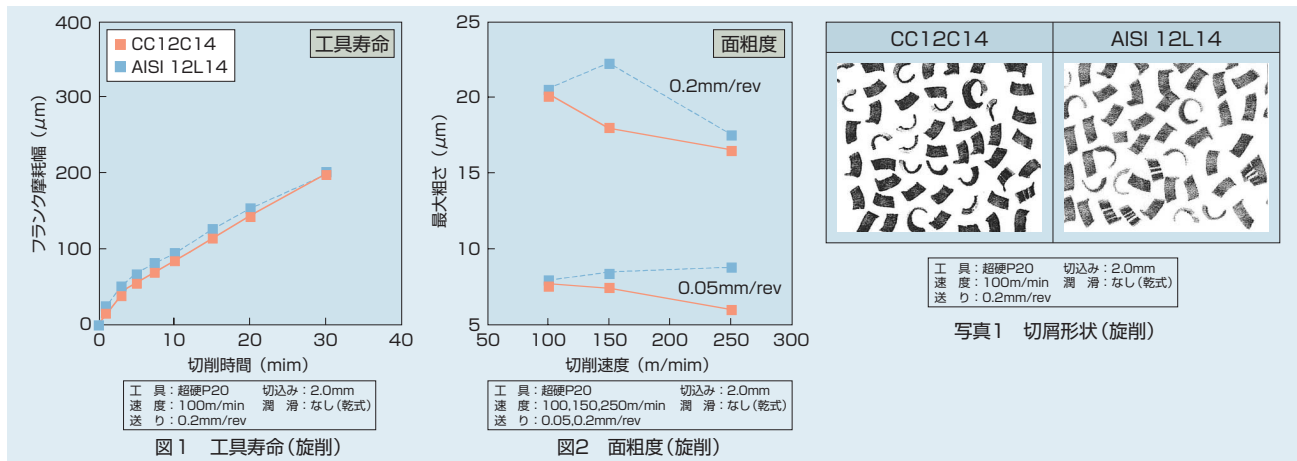 400
300
200
100
0
0
10
20
30
40
フランク摩耗幅（μm）
CC12C14
AISI 12L14
工具寿命
切削時間（mim）
工　具：超硬P20　切込み：2.0mm
速　度：100m/min　潤　滑：なし（乾式）
送　り：0.2mm/rev
図1　工具寿命（旋削）
25
20
15
10
5
50
100
150
200
250
300
最大粗さ（μm）
面粗度
0.2mm/rev
0.05mm/rev
切削速度（m/mim）
工　具：超硬P20　切込み：2.0mm
速　度：100,150,250m/min　潤　滑：なし（乾式）
送　り：0.05,0.2mm/rev
図2　面粗度（旋削）
CC12C14
AISI 12L14
工　具：超硬P20　切込み：2.0mm
速　度：100m/min　潤　滑：なし（乾式）
送　り：0.2mm/rev
写真1　切屑形状（旋削）